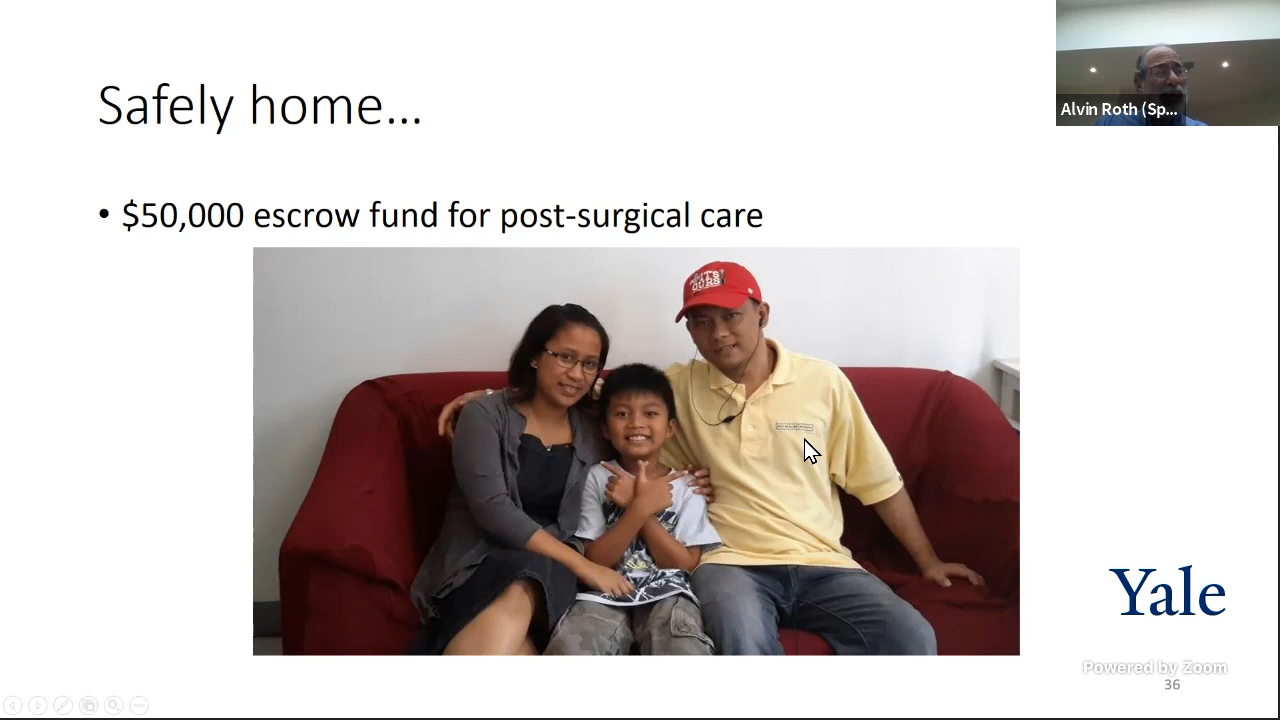 Safely home...
Alvin Roth (Sp...
• $50,000 escrow fund for post-surgical care
Yale
Powered by Zoom
36